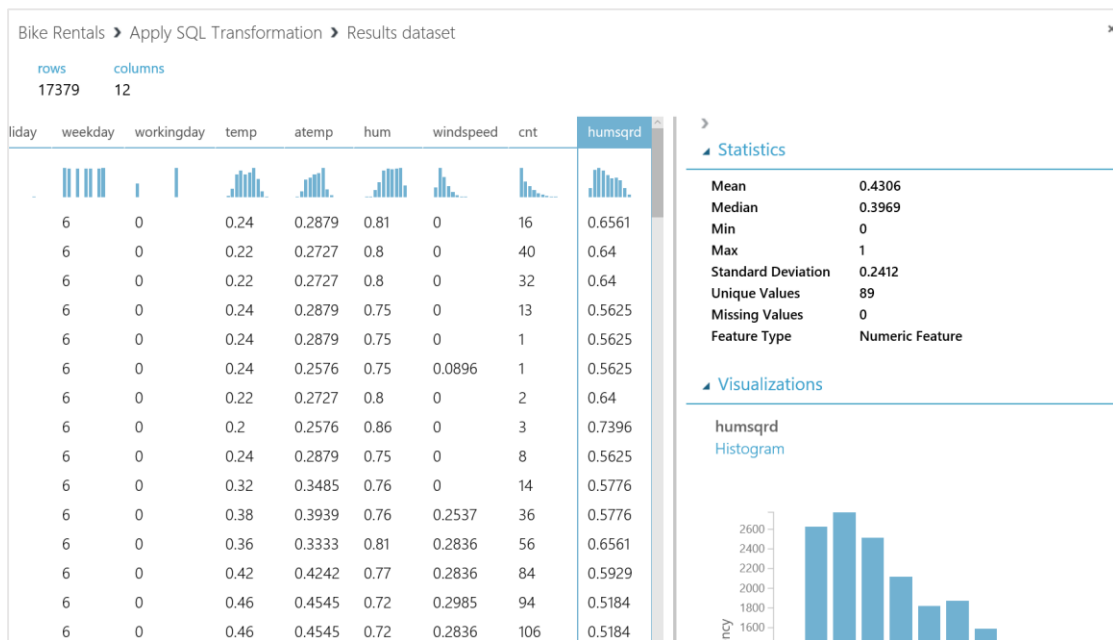 Bike Rentals > Apply SQL Transformation > Results dataset
rows columns
17379 12
liday weekday workingday temp atemp hum windspeed cnt humsqrd
6 0 0.24 0.2879 0.81 0 16 0.6561
6 0 0.22 0.2727 0.8 0 40 0.64
6 0 0.22 0.2727 0.8 0 32 0.64
6 0 0.24 0.2879 0.75 0 13 0.5625
6 0 0.24 0.2879 0.75 0 1 0.5625
6 0 0.24 0.2576 0.75 0.0896 1 0.5625
6 0 0.22 0.2727 0.8 0 2 0.64
6 0 0.2 0.2576 0.86 0 3 0.7396
6 0 0.24 0.2879 0.75 0 8 0.5625
6 0 0.32 0.3485 0.76 0 14 0.5776
6 0 0.38 0.3939 0.76 0.2537 36 0.5776
6 0 0.36 0.3333 0.81 0.2836 56 0.6561
6 0 0.42 0.4242 0.77 0.2836 84 0.5929
6 0 0.46 0.4545 0.72 0.2985 94 0.5184
6 0 0.46 0.4545 0.72 0.2836 106 0.5184
Statistics
Mean 0.4306
Median 0.3969
Min 0
Max 1
Standard Deviation 0.2412
Unique Values 89
Missing Values 0
Feature Type Numeric Feature
Visualizations
humsqrd
Histogram
2600
2400
2200
2000
1800
1600
ncy